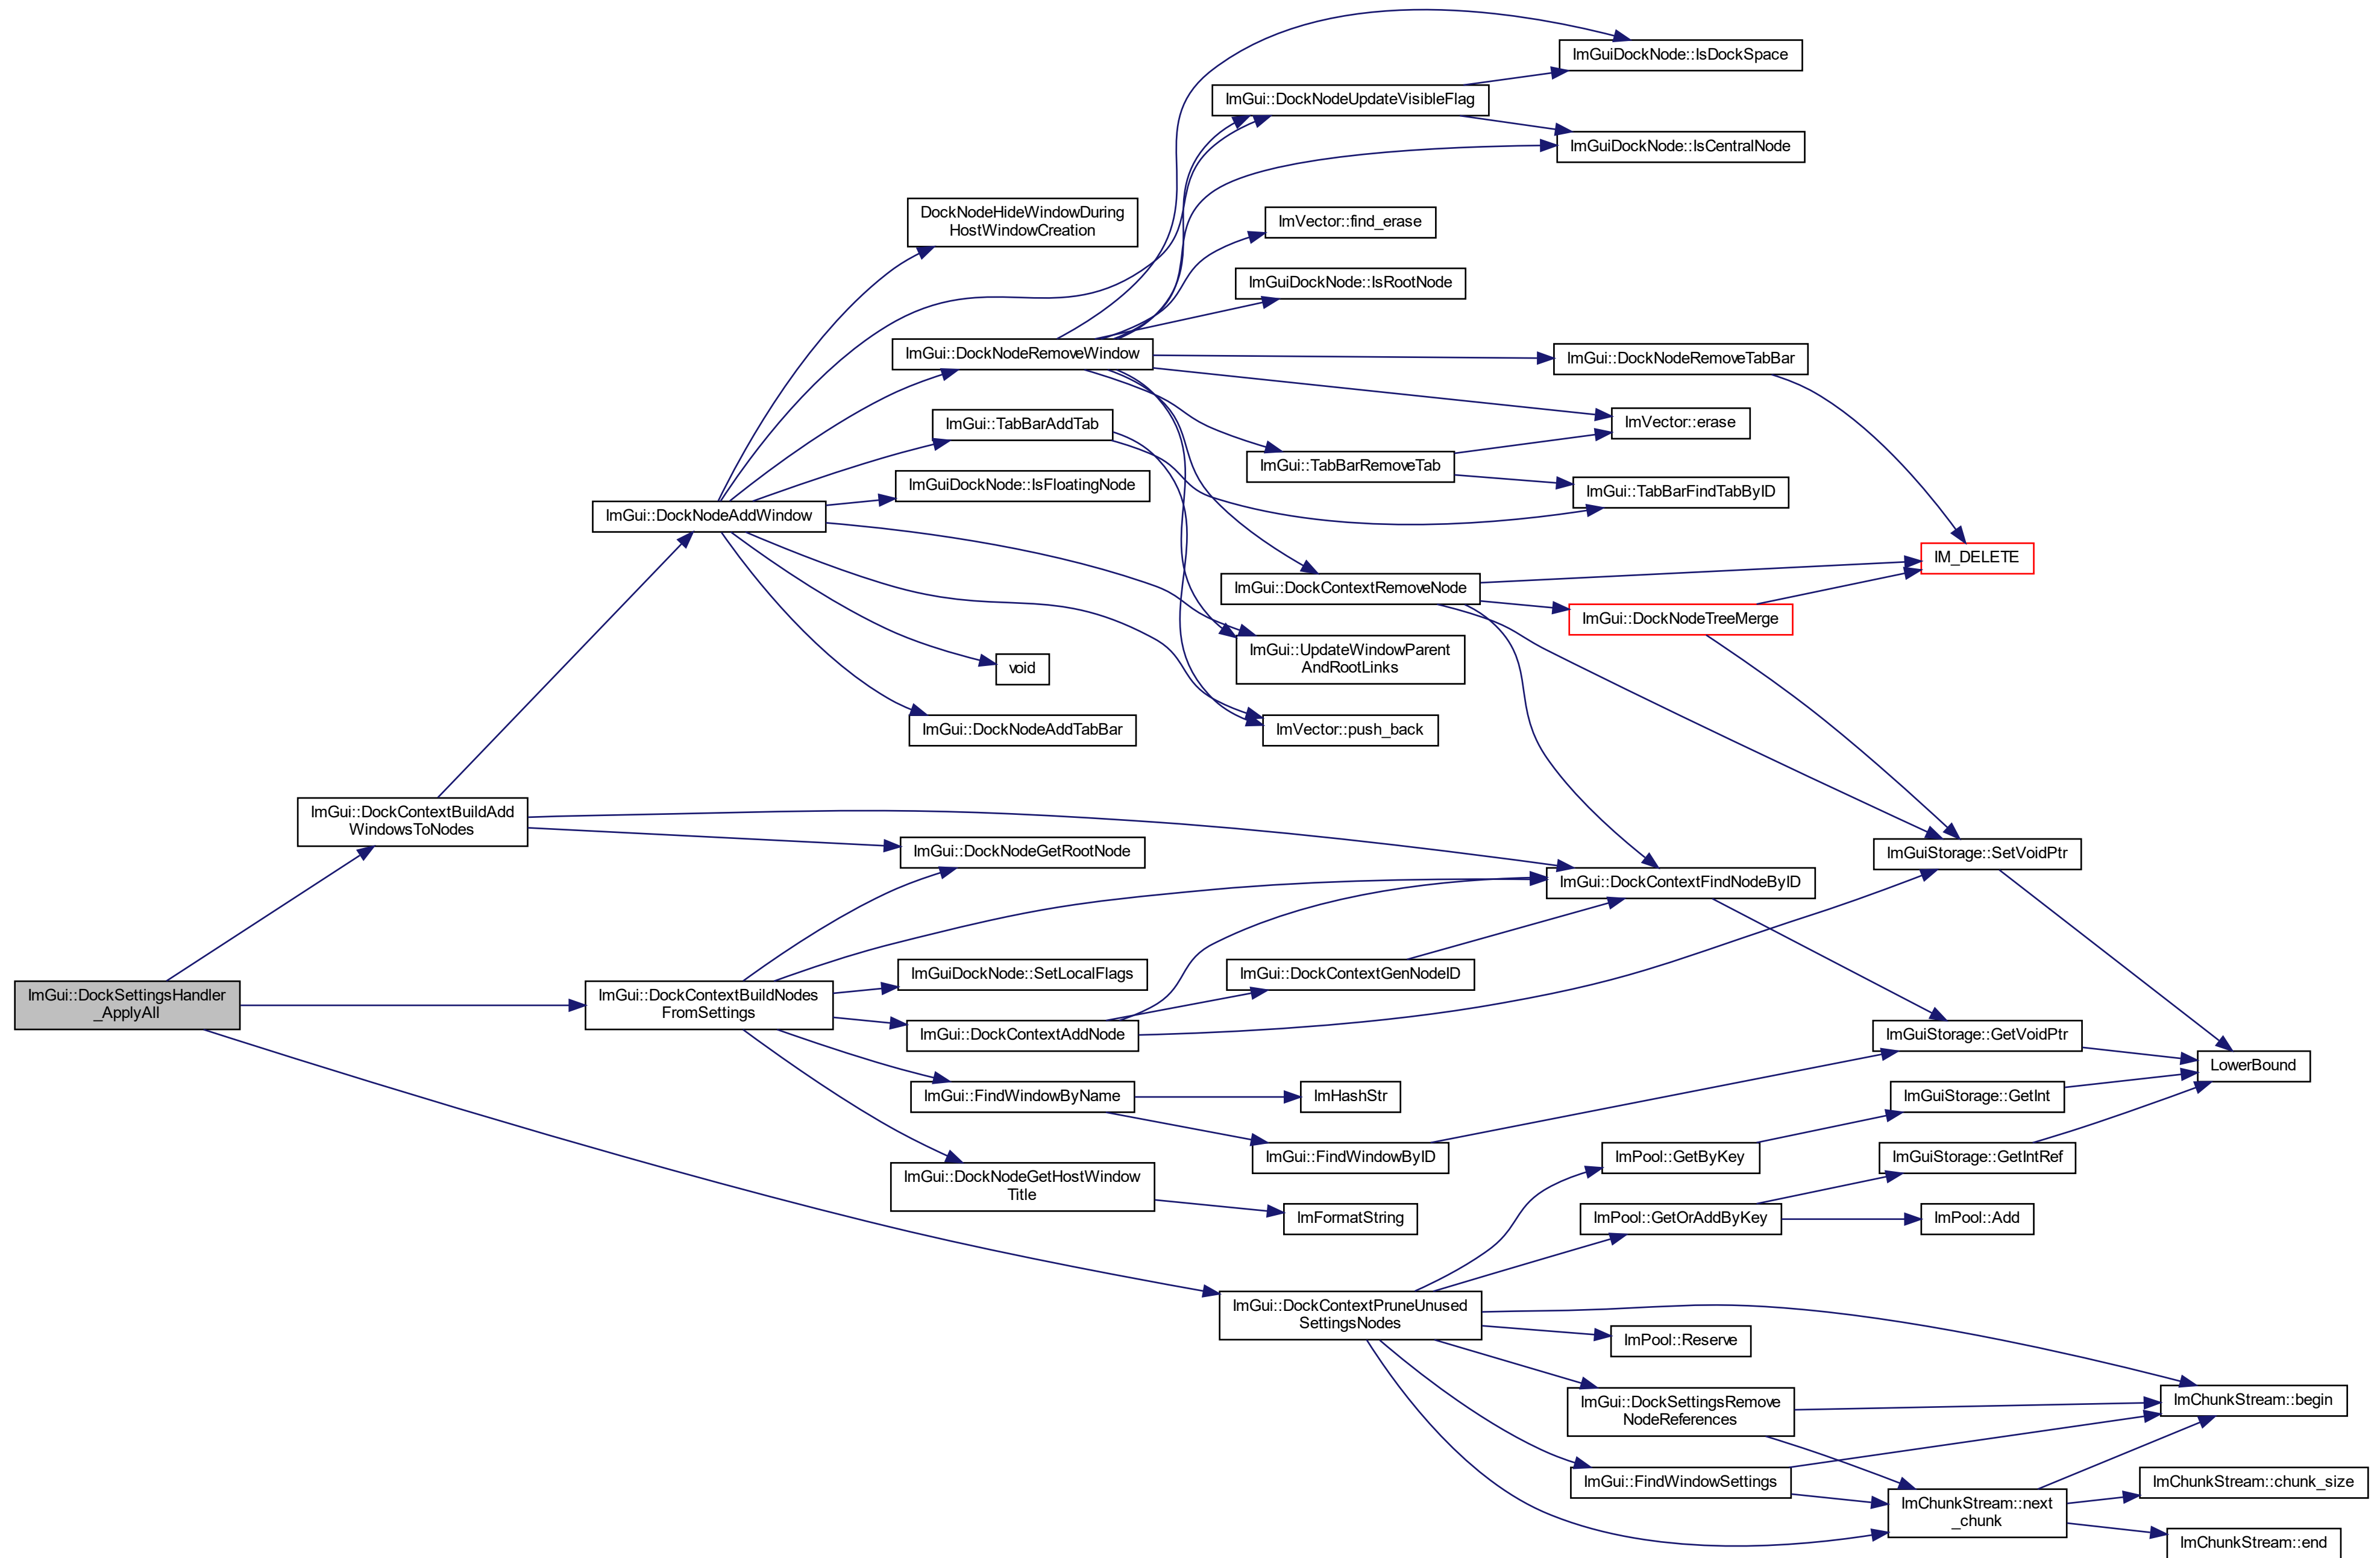 ImGuiDockNode::IsDockSpace
ImGui::DockNodeUpdateVisibleFlag
ImGuiDockNode::IsCentralNode
DockNodeHideWindowDuring
HostWindowCreation
ImVector::find_erase
ImGuiDockNode::IsRootNode
ImGui::DockNodeRemoveWindow
ImGui::DockNodeRemoveTabBar
ImGui::TabBarAddTab
ImVector::erase
ImGui::TabBarRemoveTab
ImGuiDockNode::IsFloatingNode
ImGui::TabBarFindTabByID
ImGui::DockNodeAddWindow
IM_DELETE
ImGui::DockContextRemoveNode
ImGui::DockNodeTreeMerge
ImGui::UpdateWindowParent
AndRootLinks
void
ImGui::DockNodeAddTabBar
ImVector::push_back
ImGui::DockContextBuildAdd
WindowsToNodes
ImGui::DockNodeGetRootNode
ImGuiStorage::SetVoidPtr
ImGui::DockContextFindNodeByID
ImGuiDockNode::SetLocalFlags
ImGui::DockContextGenNodeID
ImGui::DockSettingsHandler
_ApplyAll
ImGui::DockContextBuildNodes
FromSettings
ImGui::DockContextAddNode
ImGuiStorage::GetVoidPtr
LowerBound
ImGui::FindWindowByName
ImHashStr
ImGuiStorage::GetInt
ImGui::FindWindowByID
ImPool::GetByKey
ImGuiStorage::GetIntRef
ImGui::DockNodeGetHostWindow
Title
ImFormatString
ImPool::GetOrAddByKey
ImPool::Add
ImGui::DockContextPruneUnused
SettingsNodes
ImPool::Reserve
ImGui::DockSettingsRemove
NodeReferences
ImChunkStream::begin
ImGui::FindWindowSettings
ImChunkStream::chunk_size
ImChunkStream::next
_chunk
ImChunkStream::end